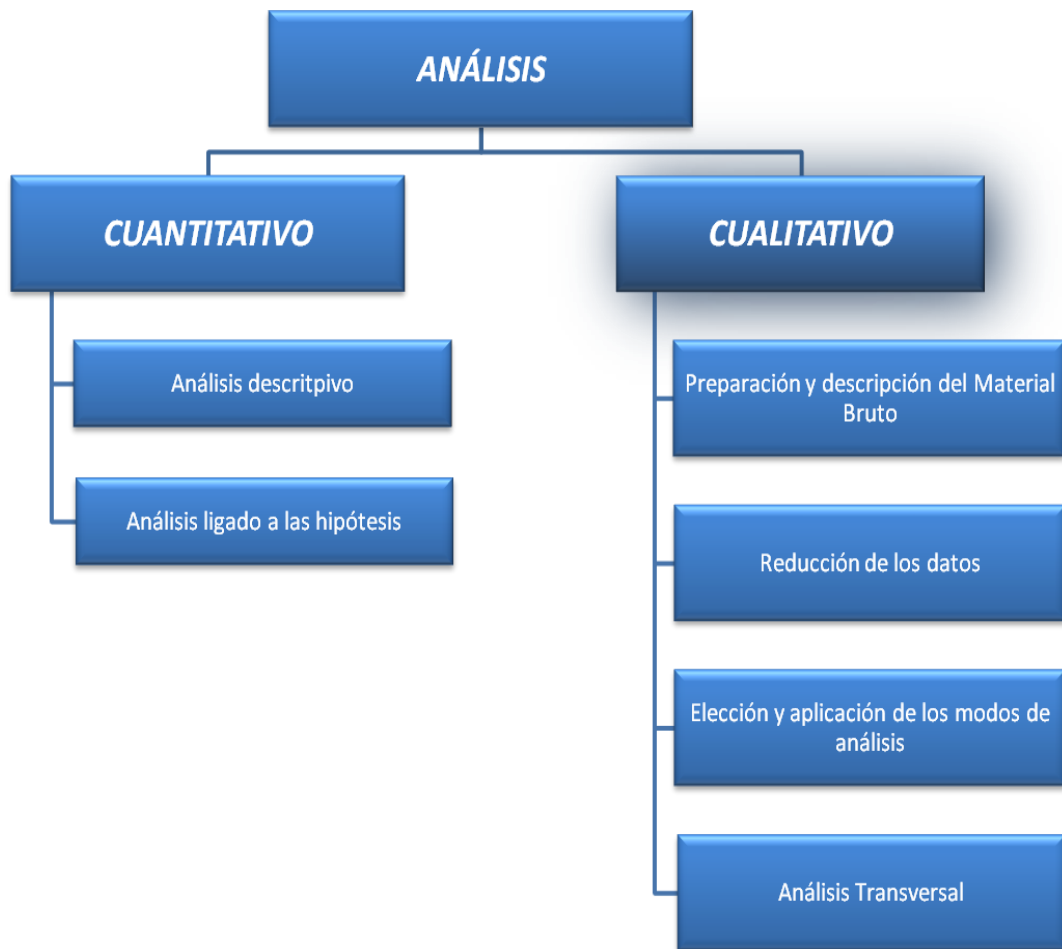 ANÁLISIS
CUANTITATIVO
Análisis descritpivo
Análisis ligado a las hipótesis
CUALITATIVO
Preparación y descripción del Material
Bruto
Reducción de los datos
Elección y aplicación de los modos de
análisis
Análisis Transversal